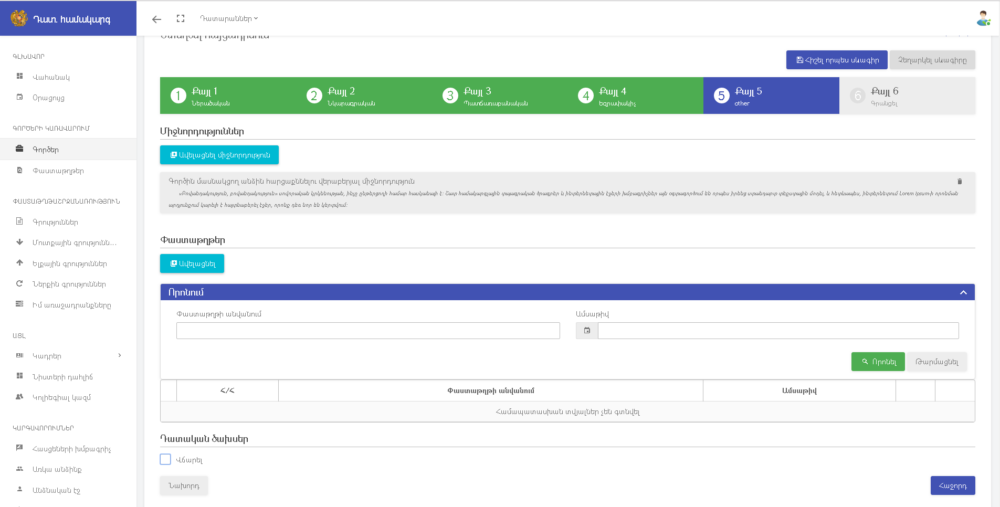 Դատ. համակարգ
Դատարաններ
ԳԼԽԱՎՈՐ
Վահանակ
Օրացույց
ԳՈՐԾԵՐԻ ԿԱՌԱՎԱՐՈՒՄ
Գործեր
Փաստաթղթեր
ՓԱՍՏԱԹՂԹԱՇՐՋԱՆԱՌՈՒԹՅՈՒՆ
Գրություններ
Մուտքային գրությունն...
Ելքային գրություններ
Ներքին գրություններ
Իմ առաջադրանքները
ԱՅԼ
Կադրեր
Նիստերի դահլիճ
Կոլիեգիալ կազմ
ԿԱՐԳԱՎՈՐՈՒՄՆԵՐ
Հասցեների խմբագրիչ
Առկա անձինք
Անձնական էջ
Հիշել որպես սևագիր
Չեղարկել սևագիրը
1 Քայլ 1
Ներածական
2 Քայլ 2
Նկարագրական
3 Քայլ 3
Պատճառաբանական
4 Քայլ 4
Եզրափակիչ
5 Քայլ 5
other
6 Քայլ 6
Գրանցել
Միջնորդություններ
Ավելացնել միջնորդություն
Գործին մասնակցող անձին հարցաքննելու վերաբերյալ միջնորդություն
«Բովանդակություն, բովանդակություն» սովորական կրկննության, ինչը ընթերցողի համար հասկանալի է: Շատ համակարգչային տպագրական ծրագրեր և ինտերնետային էջերի խմբագրիչներ այն օգտագործում են որպես իրենց ստանդարտ տեքստային մոդել, և հետևապես, ինտերնետում Lorem Ipsum-ի որոնման
արդյունքում կարելի է հայտնաբերել էջեր, որոնք դեռ նոր են կերտվում:
Փաստաթղթեր
Ավելացնել
Որոնում
Փաստաթղթի անվանում
Ամսաթիվ
Որոնել
Թարմացնել
Հ/Հ
Փաստաթղթի անվանում
Ամսաթիվ
Համապատասխան տվյալներ չեն գտնվել
Դատական ծախսեր
Վճարել
Նախորդ
Հաջորդ